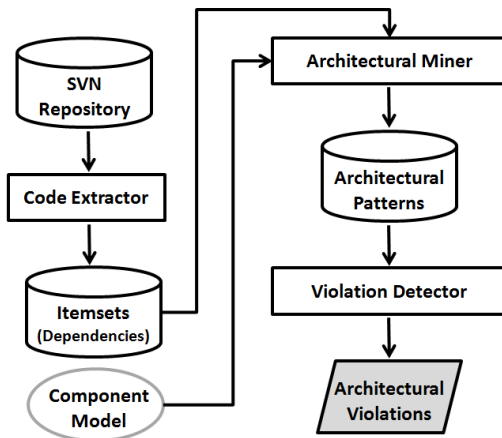 SVN
Repository
Code Extractor
Itemsets
(Dependencies)
Component
Model
Architectural Miner
Architectural
Patterns
Violation Detector
Architectural
Violations